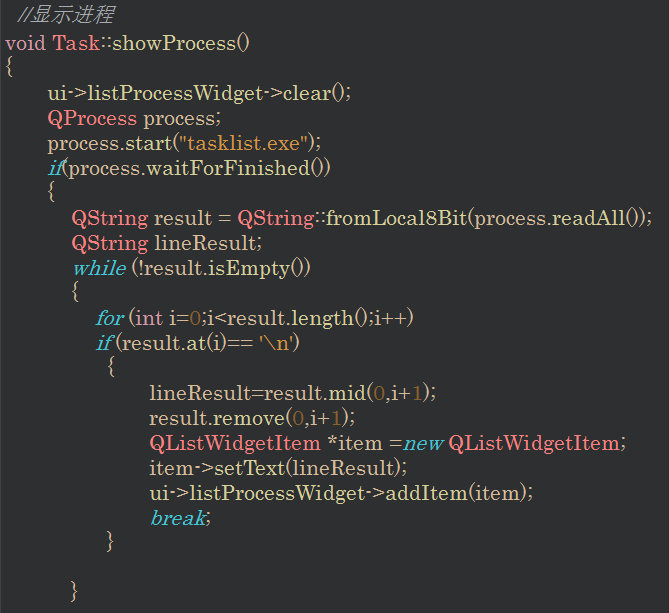 //显示进程
void Task::showProcess()
{
ui->listProcessWidget->clear();
QProcess process;
process.start("tasklist.exe");
if(process.waitForFinished())
{
QString result = QString::fromLocal8Bit(process.readAll());
QString lineResult;
while (!result.isEmpty())
{
for (int i=0;i<result.length();i++)
if (result.at(i)== '\n')
{
lineResult=result.mid(0,i+1);
result.remove(0,i+1);
QListWidgetItem *item =new QListWidgetItem;
item->setText(lineResult);
ui->listProcessWidget->addItem(item);
break;
}
}